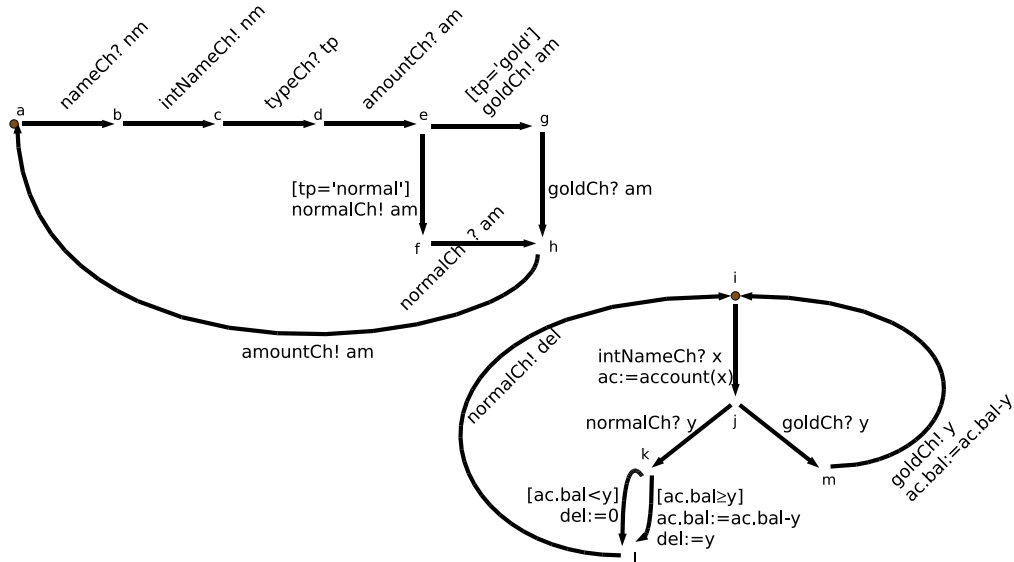 nameCh? nm
intNameCh! nm
typeCh? tp
amountCh? am
[tp='gold']
goldCh! am
a
b
c
d
e
g
[tp='normal']
normalCh! am
goldCh? am
f
h
normalCh ? am
amountCh! am
i
normalCh! del
intNameCh? x
ac:=account(x)
j
normalCh? y
goldCh? y
k
m
goldCh! y
ac.bal:=ac.bal-y
[ac.bal<y]
del:=0
[ac.bal≥y]
ac.bal:=ac.bal-y
del:=y
l